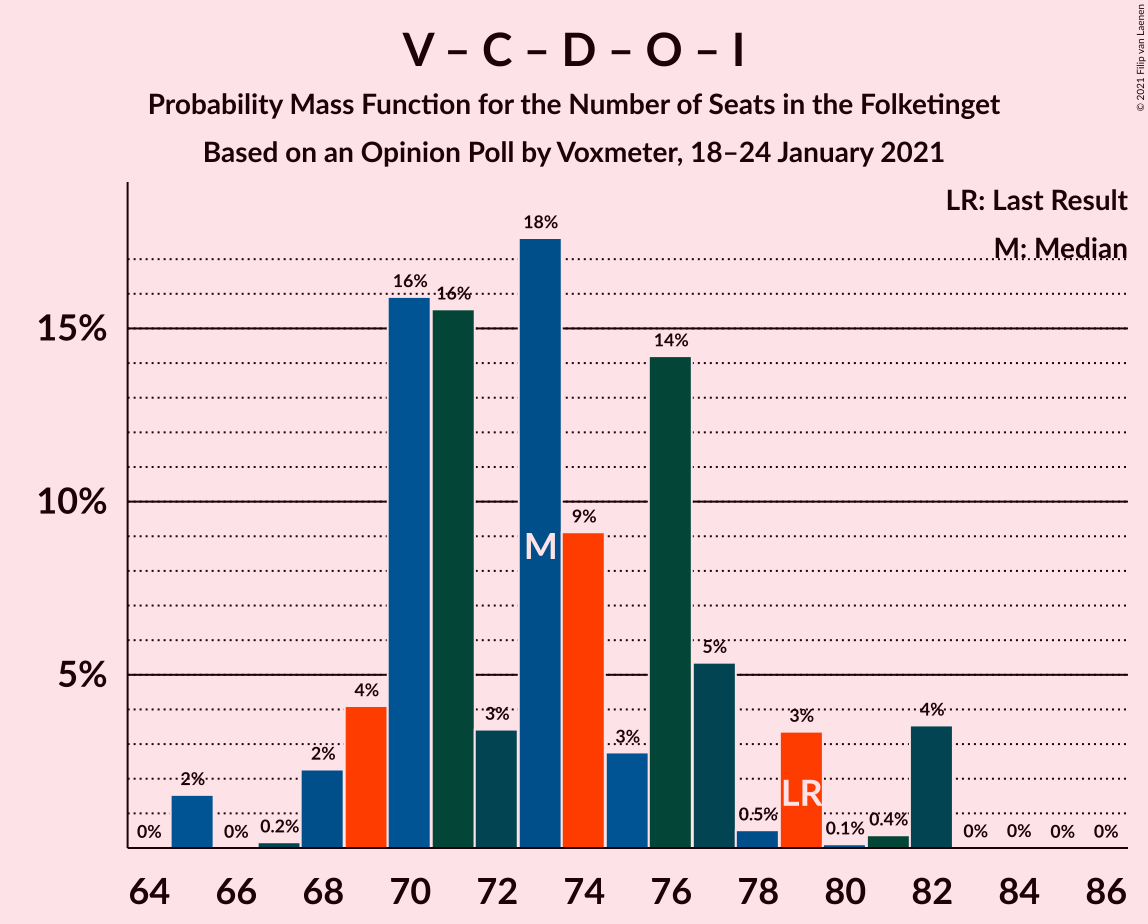 V – C – D – O – I
Probability Mass Function for the Number of Seats in the Folketinget
Based on an Opinion Poll by Voxmeter, 18–24 January 2021
© 2021 Filip van Laenen
LR: Last Result
M: Median
15%
10%
5%
0%
2%
0%
0.2%
2%
4%
16%
16%
3%
18%
9%
3%
14%
5%
0.5%
3%
0.1%
0.4%
4%
0%
0%
0%
0%
M
LR
64 66 68 70 72 74 76 78 80 82 84 86